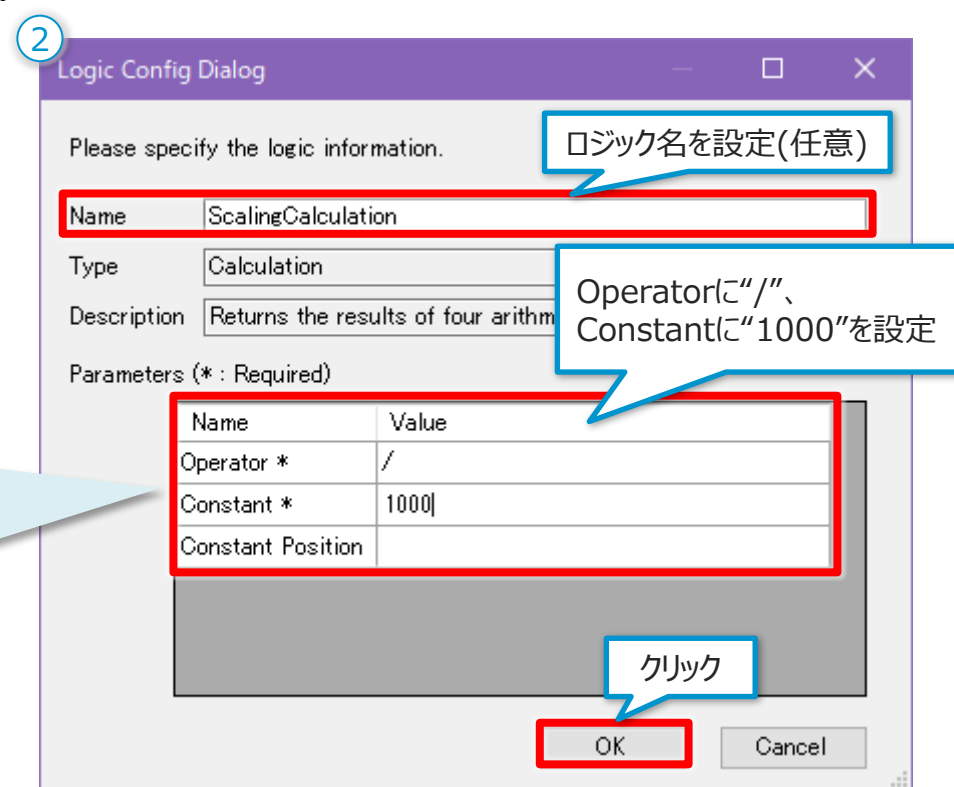 2
Logic Config Dialog
Please specify the logic information.
ロジック名を設定(任意)
Name ScalingCalculation
Type Calculation
Operatorに“/”、
Constantに“1000”を設定
Description Returns the results of four arithm
Parameters (* : Required)
Name Value
Operator * /
Constant * 1000
Constant Position
クリック
OK Cancel